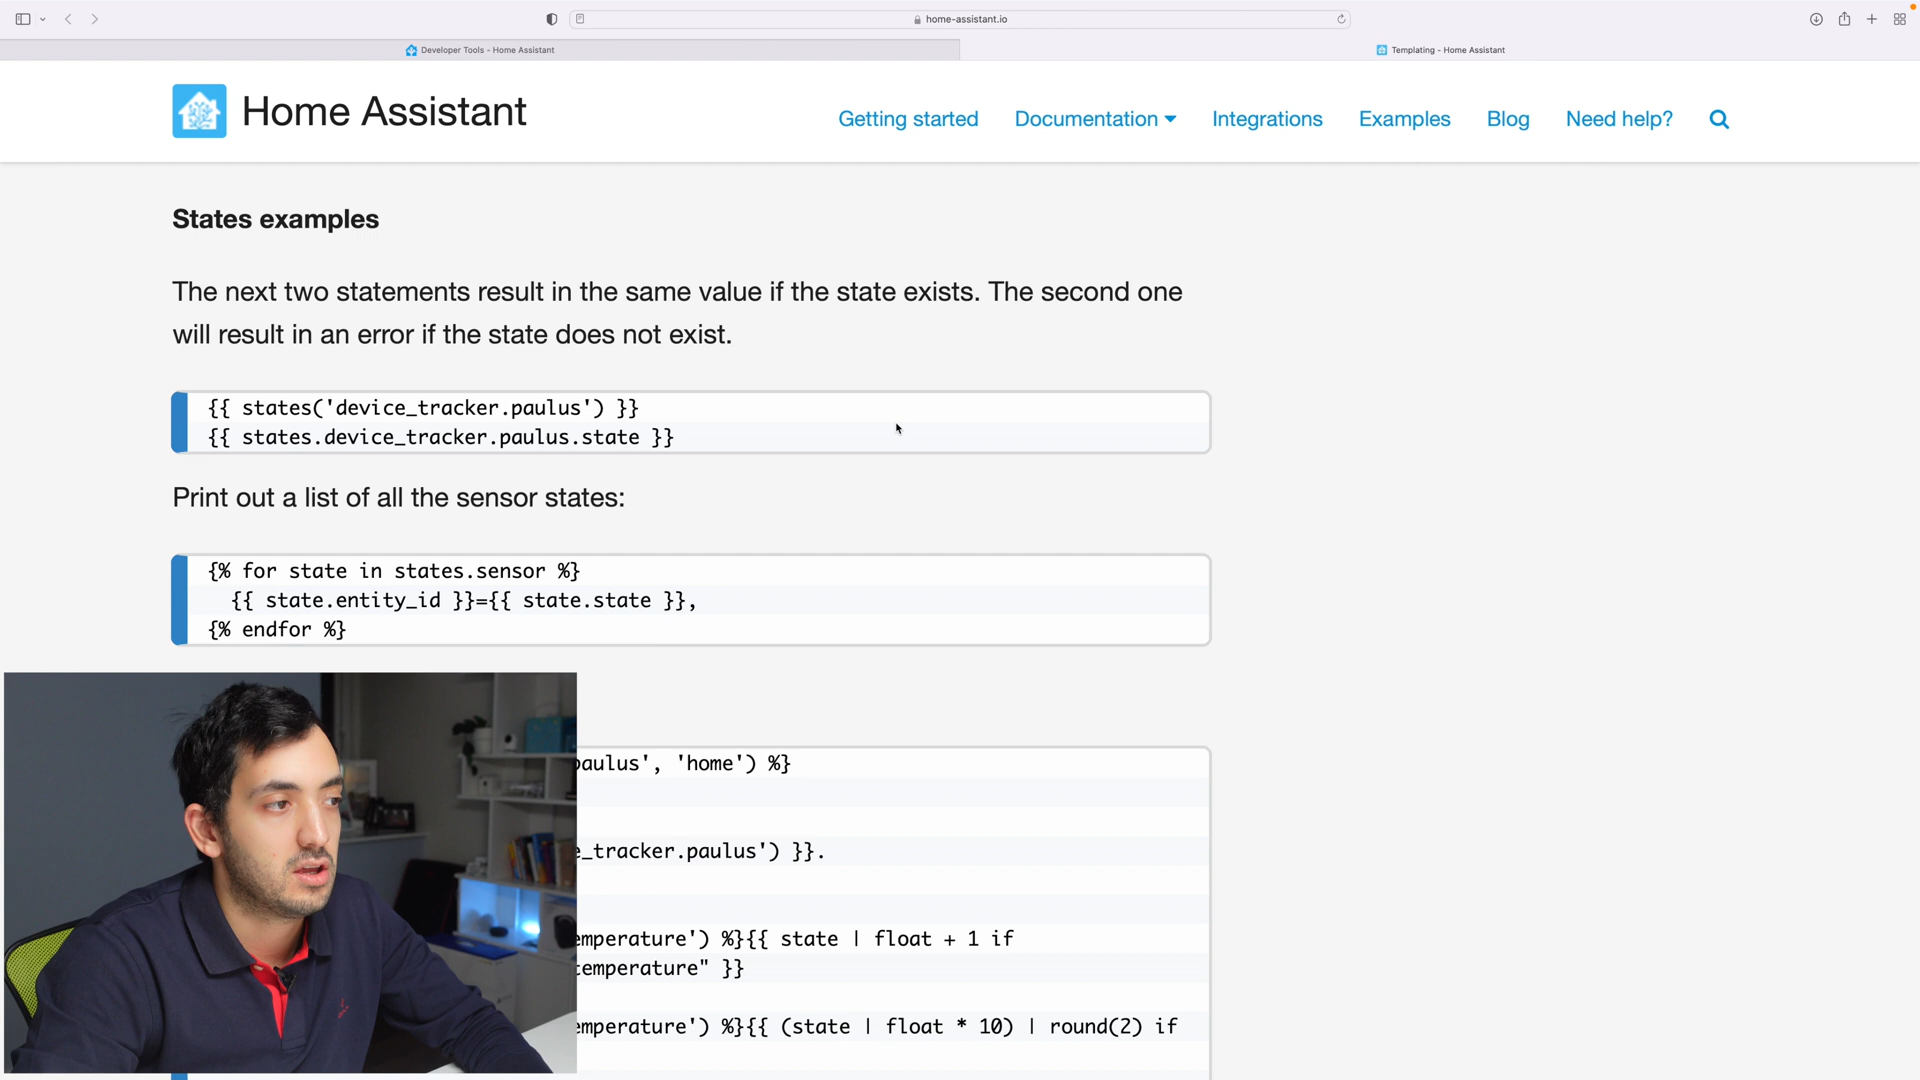 home-assistant.io
Developer Tools - Home Assistant
Templating - Home Assistant
Home Assistant
Getting started
Documentation
Integrations
Examples
Blog
Need help?
States examples
The next two statements result in the same value if the state exists. The second one
will result in an error if the state does not exist.
{{ states('device_tracker.paulus') }}
{{ states.device_tracker.paulus.state }}
Print out a list of all the sensor states:
{% for state in states.sensor %}
{{ state.entity_id }}={{ state.state }},
{% endfor %}
paulus', 'home') %}
e_tracker.paulus') }}.
emperature') %}{{ state | float + 1 if
temperature" }}
emperature') %}{{ (state | float * 10) | round(2) if